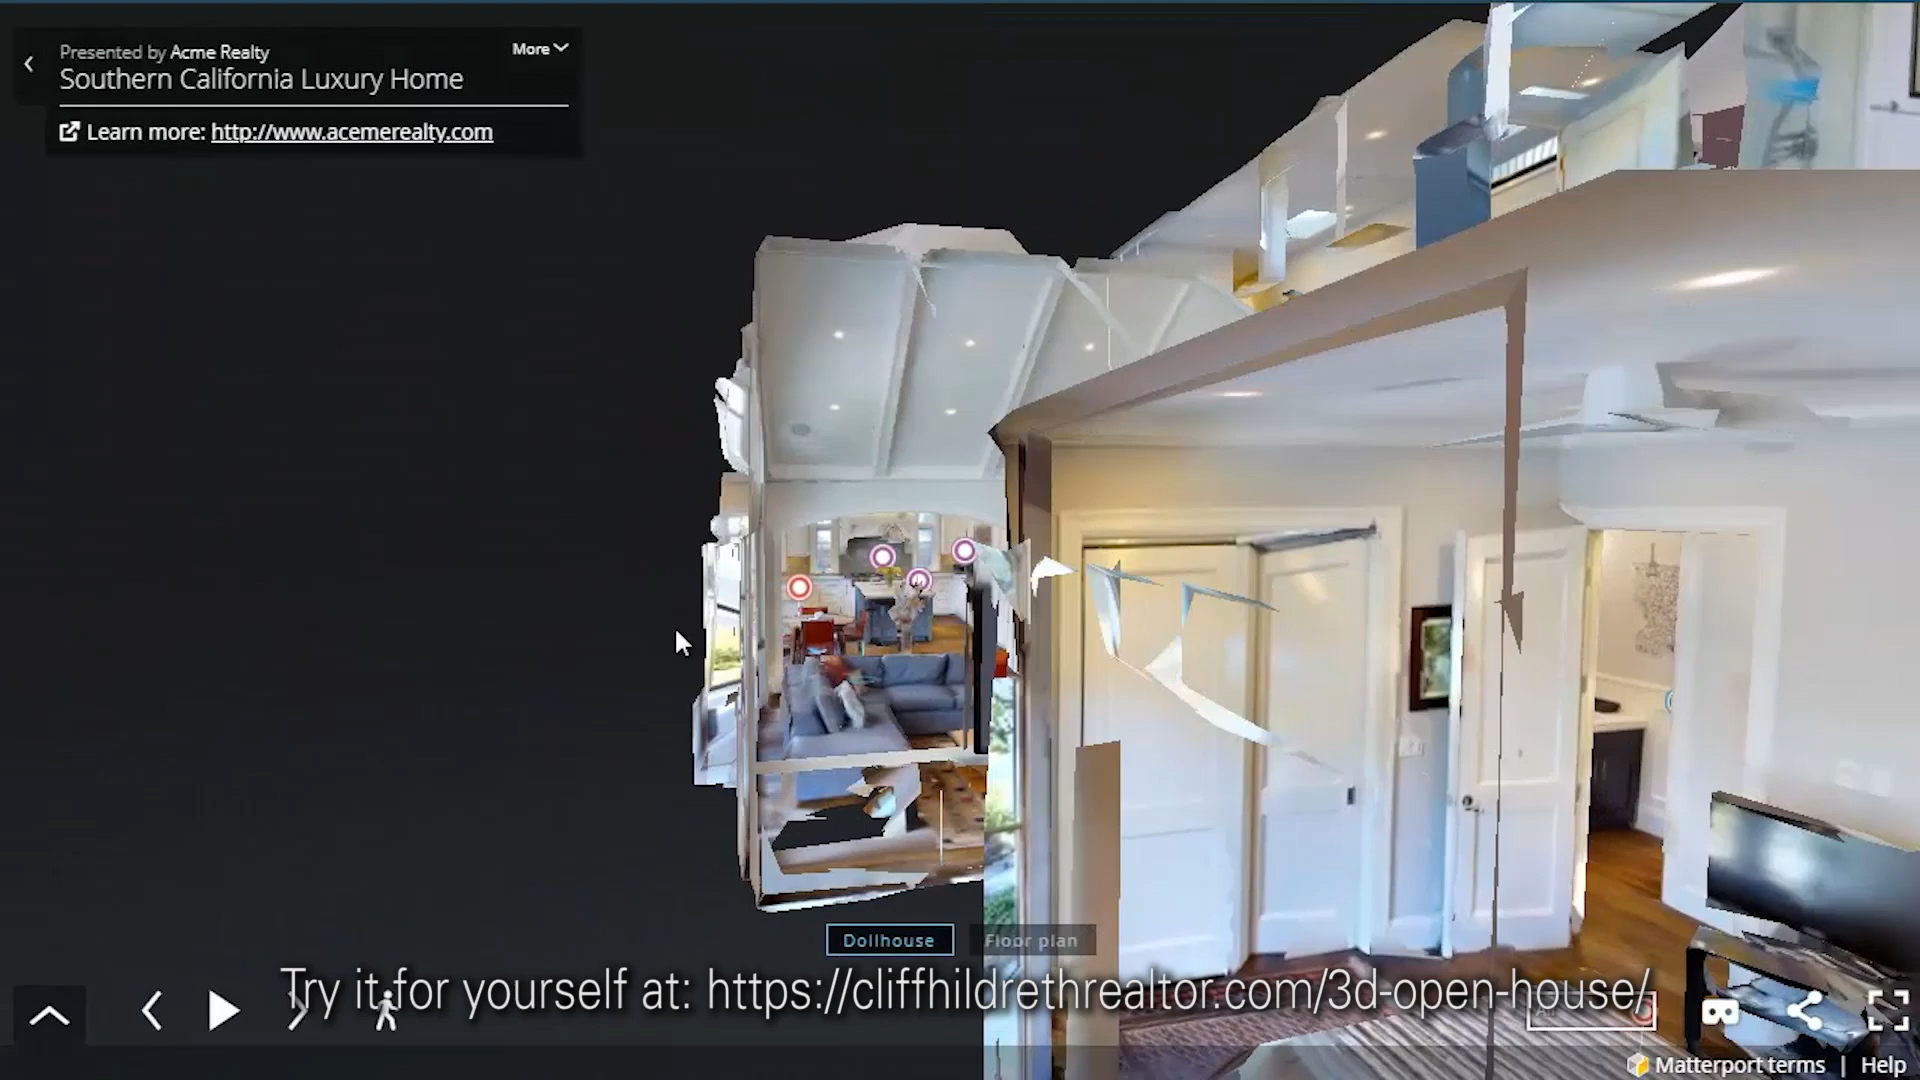 Presented by Acme Realty
More
Southern California Luxury Home
Learn more: http://www.acemerealty.com
Dollhouse
Floor plan
Try it for yourself at: https://cliffhildrethrealtor.com/3d-open-house/
Matterport terms | Help